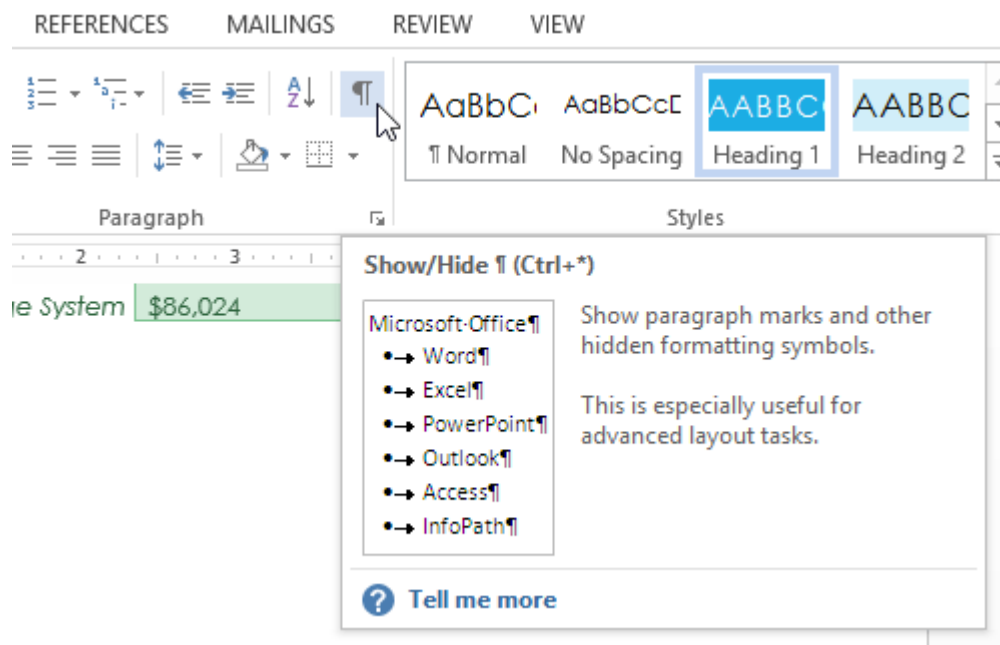 REFERENCES MAILINGS REVIEW VIEW
AaBbC AaBbCcD AABBC AABBC
¶ Normal No Spacing Heading 1 Heading 2
Paragraph Styles
2 3
Show/Hide ¶ (Ctrl+*)
System $86,024
Microsoft·Office¶
•→ Word¶
•→ Excel¶
•→ PowerPoint¶
•→ Outlook¶
•→ Access¶
•→ InfoPath¶
Show paragraph marks and other
hidden formatting symbols.
This is especially useful for
advanced layout tasks.
Tell me more